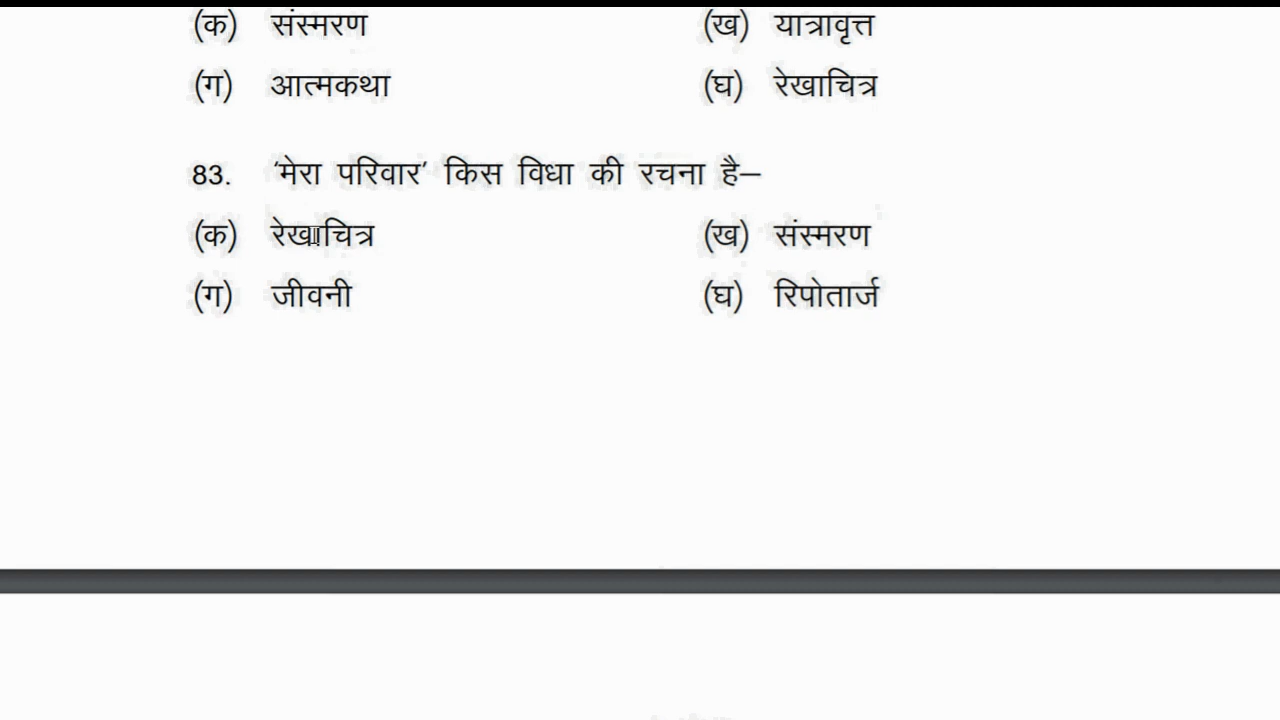 (क) संस्मरण (ख) यात्रावृत्त
(ग) आत्मकथा (घ) रेखाचित्र
83. 'मेरा परिवार' किस विधा की रचना है—
(क) रेखाचित्र (ख) संस्मरण
(ग) जीवनी (घ) रिपोतार्ज